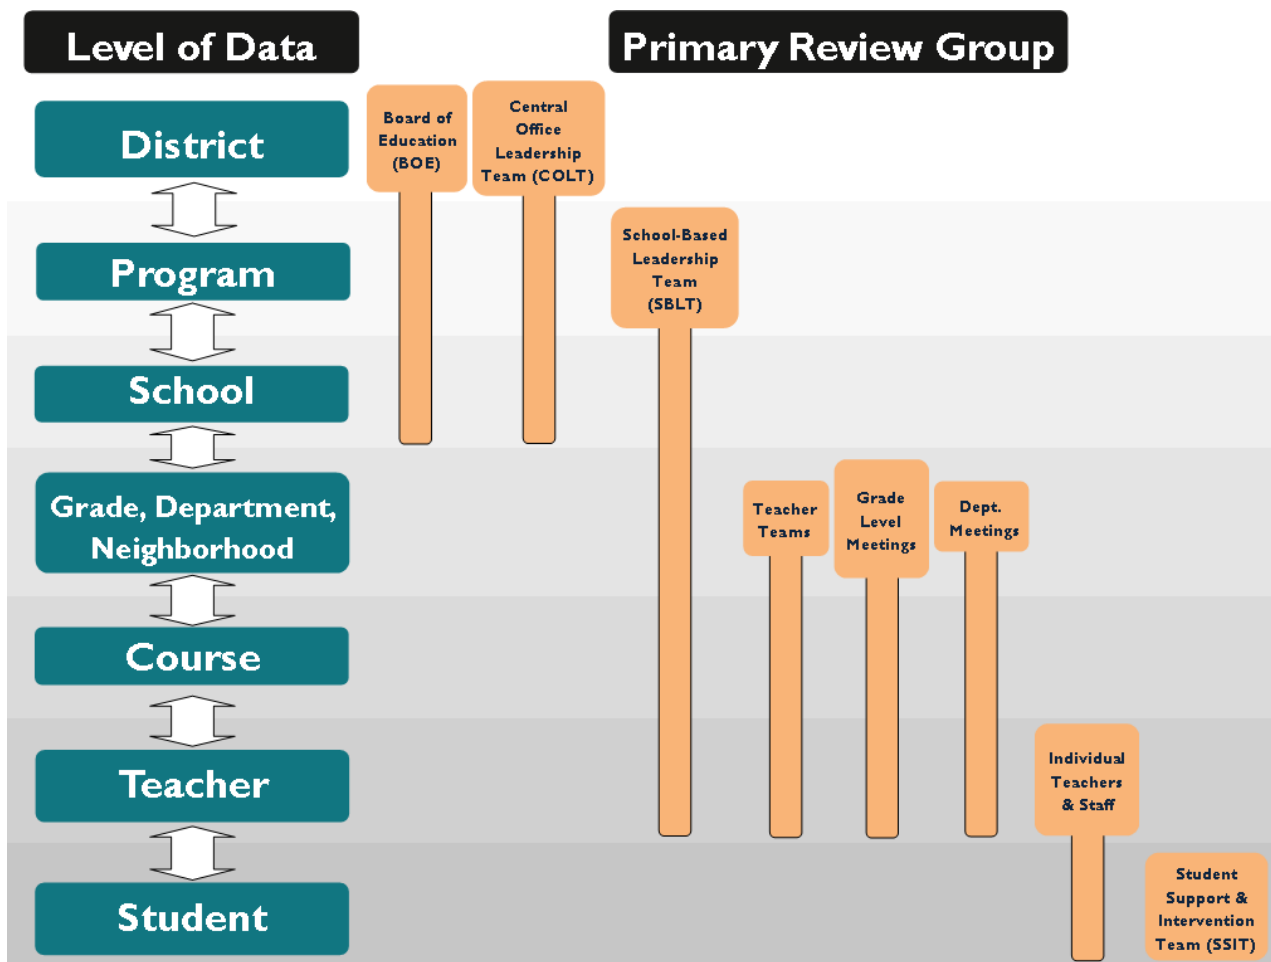 Level of Data
Primary Review Group
District
Board of
Education
(BOE)
Central
Office
Leadership
Team (COLT)
Program
School-Based
Leadership
Team
(SBLT)
School
Grade, Department,
Neighborhood
Teacher
Teams
Grade
Level
Meetings
Dept.
Meetings
Course
Teacher
Individual
Teachers
& Staff
Student
Student
Support &
Intervention
Team (SSIT)